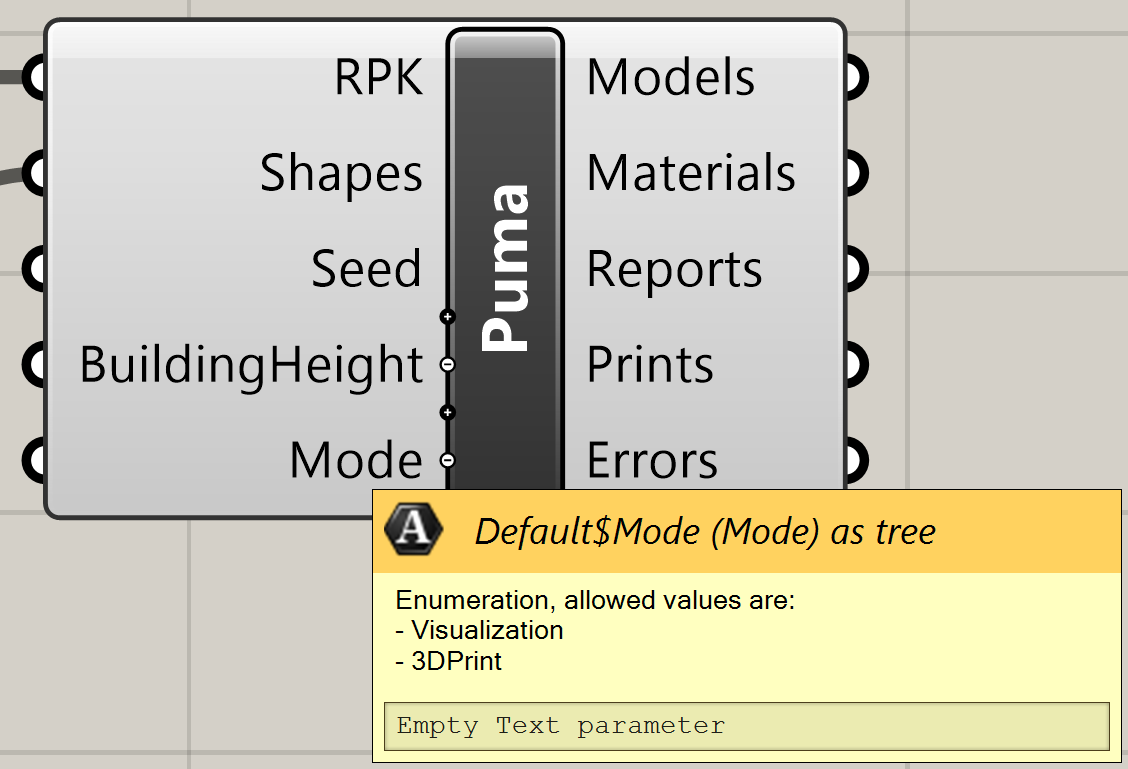 RPK
Shapes
Seed
BuildingHeight
Mode
Puma
Models
Materials
Reports
Prints
Errors
A
Default$Mode (Mode) as tree
Enumeration, allowed values are:
- Visualization
- 3DPrint
Empty Text parameter